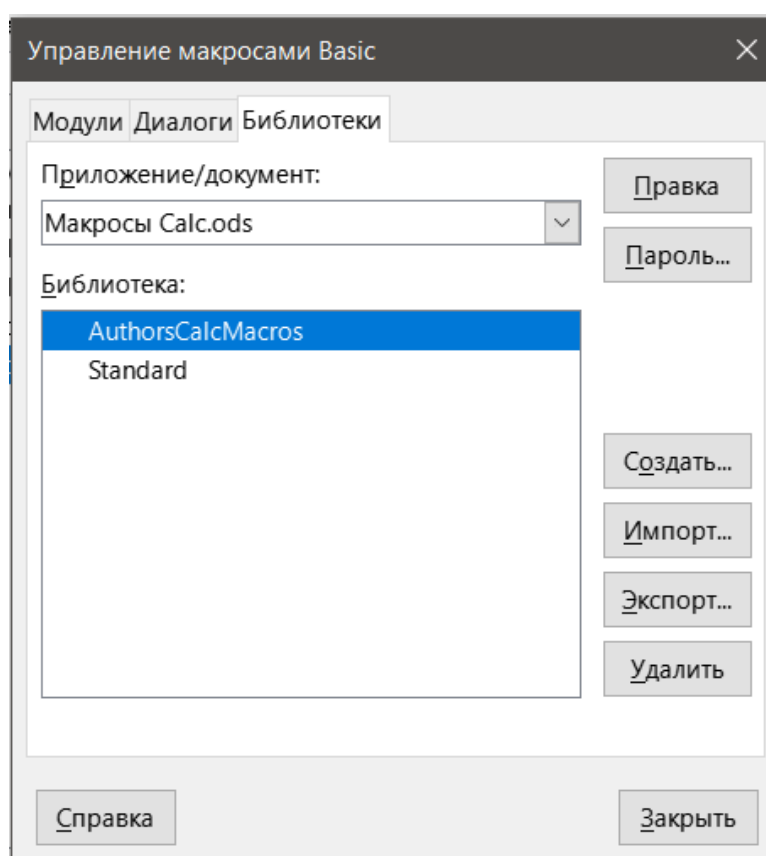 Управление макросами Basic
Модули Диалоги Библиотеки
Приложение/документ:
Правка
Макросы Calc.ods
Пароль...
Библиотека:
AuthorsCalcMacros
Standard
Создать...
Импорт...
Экспорт...
Удалить
Справка
Закрыть